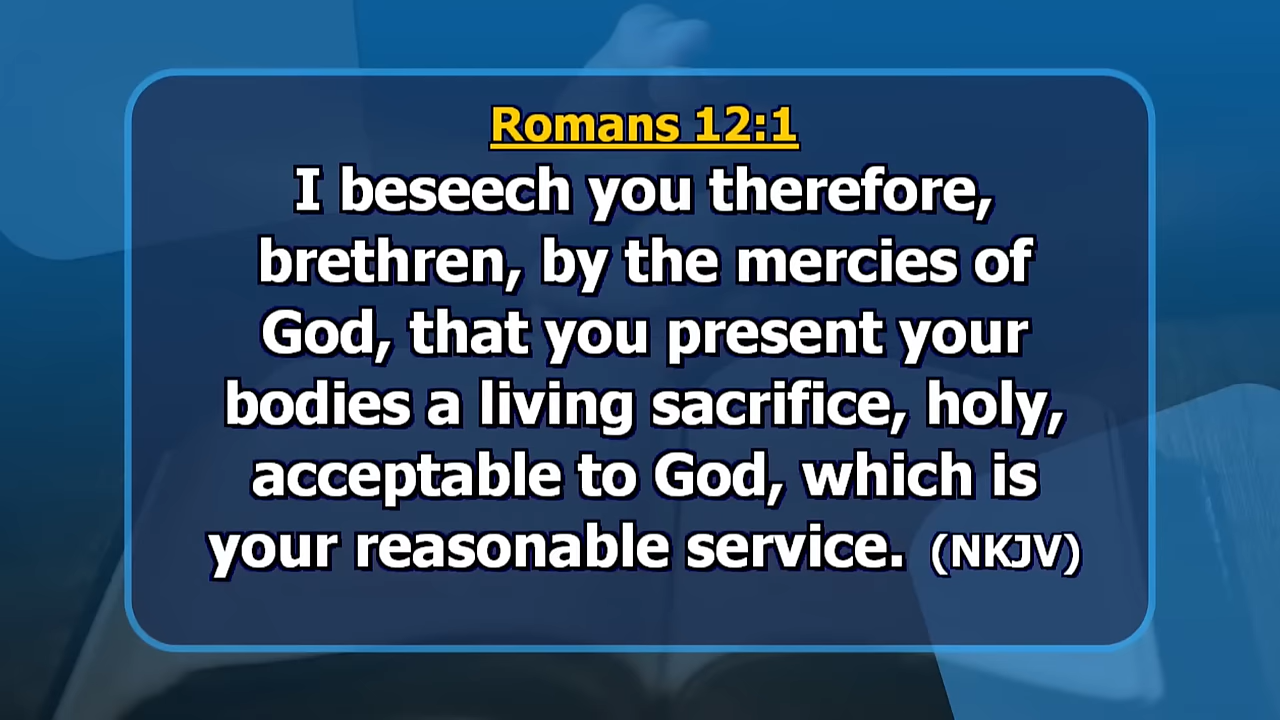 Romans 12:1
I beseech you therefore,
brethren, by the mercies of
God, that you present your
bodies a living sacrifice, holy,
acceptable to God, which is
your reasonable service. (NKJV)